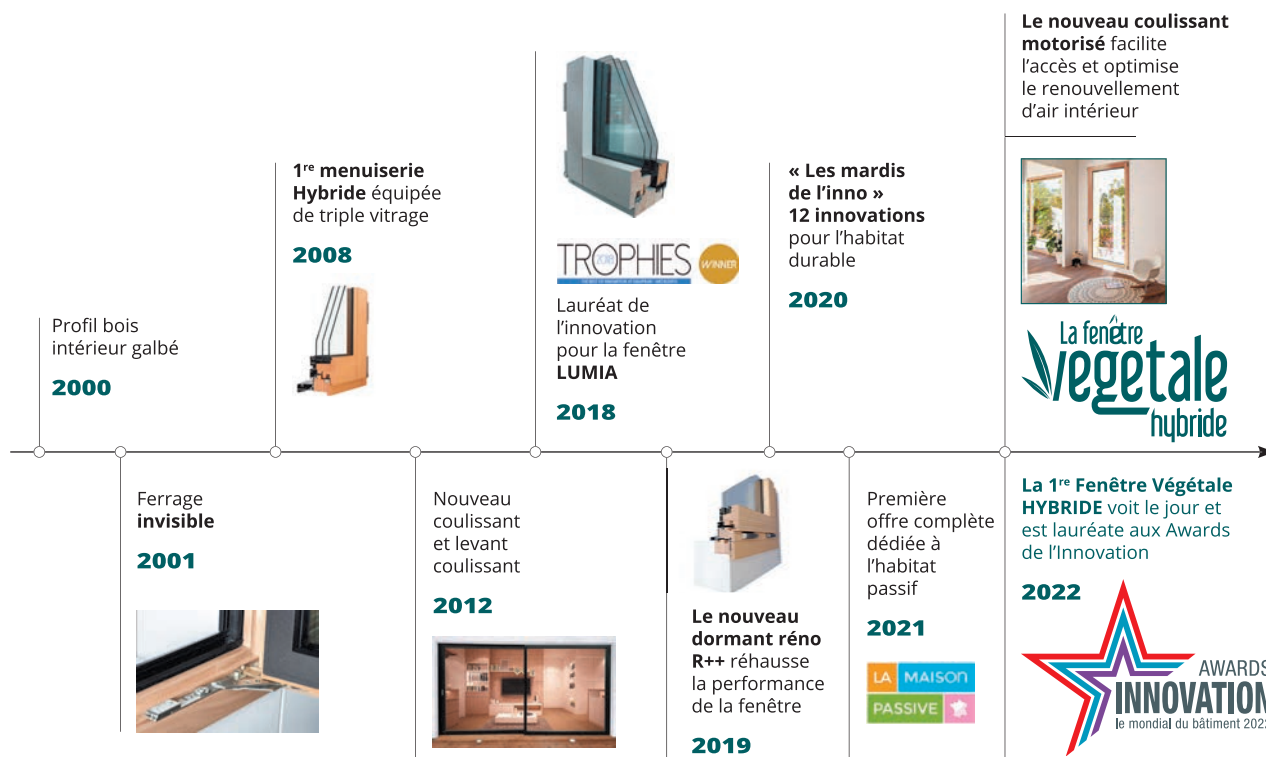 Profil bois
intérieur galbé
2000
Ferrage
invisible
2001
1re menuiserie
Hybride équipée
de triple vitrage
2008
Nouveau
coulissant
et levant
coulissant
2012
TROPHIES
2018
WINNER
Lauréat de
l’innovation
pour la fenêtre
LUMIA
2018
Le nouveau
dormant réno
R++ réhausse
la performance
de la fenêtre
2019
« Les mardis
de l’inno »
12 innovations
pour l’habitat
durable
2020
Première
offre complète
dédiée à
l’habitat
passif
2021
LA MAISON
PASSIVE
Le nouveau coulissant
motorisé facilite
l’accès et optimise
le renouvellement
d’air intérieur
La fenêtre
vegetale
hybride
La 1re Fenêtre Végétale
HYBRIDE voit le jour et
est lauréate aux Awards
de l’Innovation
2022
AWARDS
INNOVATION
le mondial du bâtiment 2022